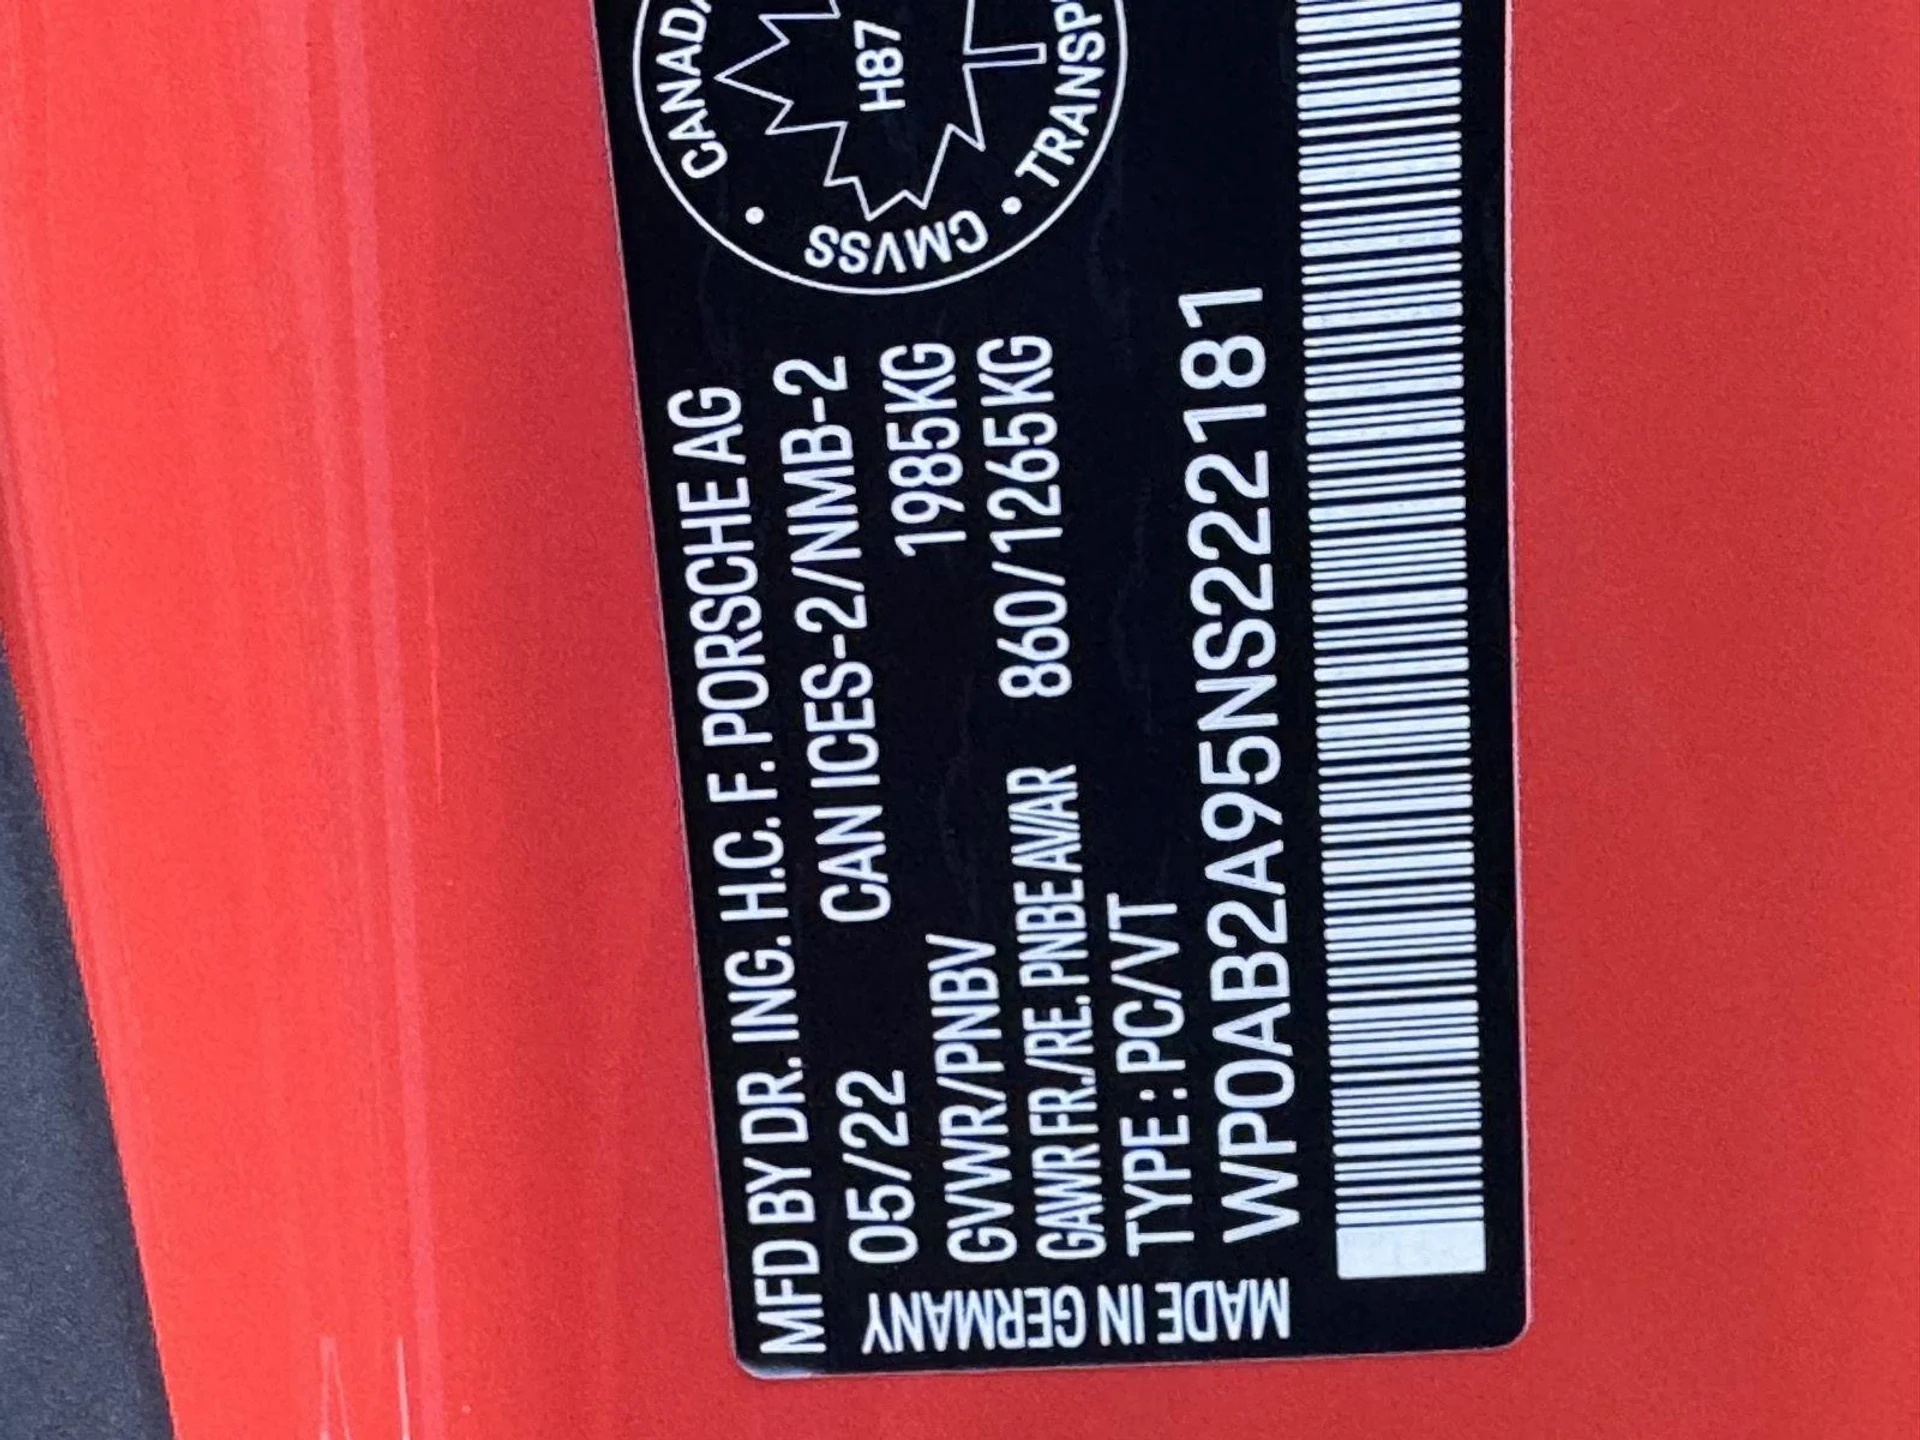 MFD BY DR. ING. H.C. F. PORSCHE AG
05/22 CAN ICES-2/NMB-2
GVWR/PNBV 1985KG
GAWR FR./RE. PNBE AV/AR 860/1265KG
TYPE : PC/VT
WP0AB2A95NS222181
MADE IN GERMANY
CANADA
H87
CMVSS
TRANSP